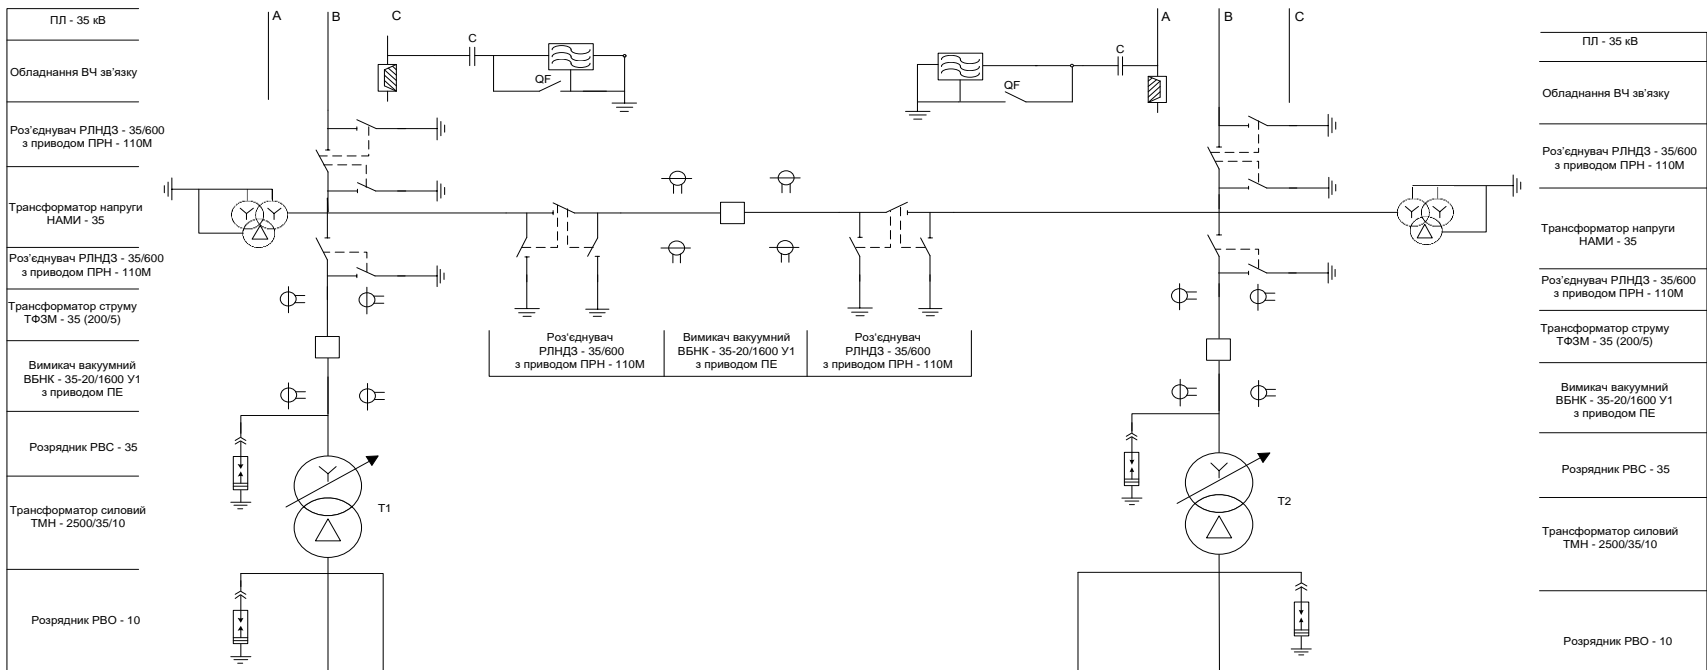 ПЛ - 35 кВ
Обладнання ВЧ зв'язку
Роз'єднувач РЛНДЗ - 35/600
з приводом ПРН - 110М
Трансформатор напруги
НАМИ - 35
Роз'єднувач РЛНДЗ - 35/600
з приводом ПРН - 110М
Трансформатор струму
ТФЗМ - 35 (200/5)
Вимикач вакуумний
ВБНК - 35-20/1600 У1
з приводом ПЕ
Розрядник РВС - 35
Трансформатор силовий
ТМН - 2500/35/10
Розрядник РВО - 10
A
B
C
C
QF
T1
Роз'єднувач
РЛНДЗ - 35/600
з приводом ПРН - 110М
Вимикач вакуумний
ВБНК - 35-20/1600 У1
з приводом ПЕ
Роз'єднувач
РЛНДЗ - 35/600
з приводом ПРН - 110М
A
B
C
C
QF
T2
ПЛ - 35 кВ
Обладнання ВЧ зв'язку
Роз'єднувач РЛНДЗ - 35/600
з приводом ПРН - 110М
Трансформатор напруги
НАМИ - 35
Роз'єднувач РЛНДЗ - 35/600
з приводом ПРН - 110М
Трансформатор струму
ТФЗМ - 35 (200/5)
Вимикач вакуумний
ВБНК - 35-20/1600 У1
з приводом ПЕ
Розрядник РВС - 35
Трансформатор силовий
ТМН - 2500/35/10
Розрядник РВО - 10